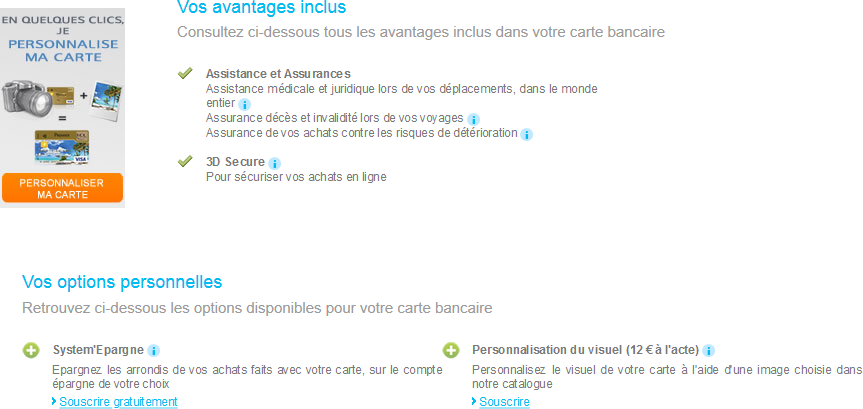 EN QUELQUES CLICS,
JE
PERSONNALISE
MA CARTE
+
=
VISA
PERSONNALISER
MA CARTE
Vos avantages inclus
Consultez ci-dessous tous les avantages inclus dans votre carte bancaire
Assistance et Assurances
Assistance médicale et juridique lors de vos déplacements, dans le monde
entier i
Assurance décès et invalidité lors de vos voyages i
Assurance de vos achats contre les risques de détérioration i
3D Secure i
Pour sécuriser vos achats en ligne
Vos options personnelles
Retrouvez ci-dessous les options disponibles pour votre carte bancaire
System'Epargne i
Epargnez les arrondis de vos achats faits avec votre carte, sur le compte
épargne de votre choix
Souscrire gratuitement
Personnalisation du visuel (12 € à l'acte) i
Personnalisez le visuel de votre carte à l'aide d'une image choisie dans
notre catalogue
Souscrire